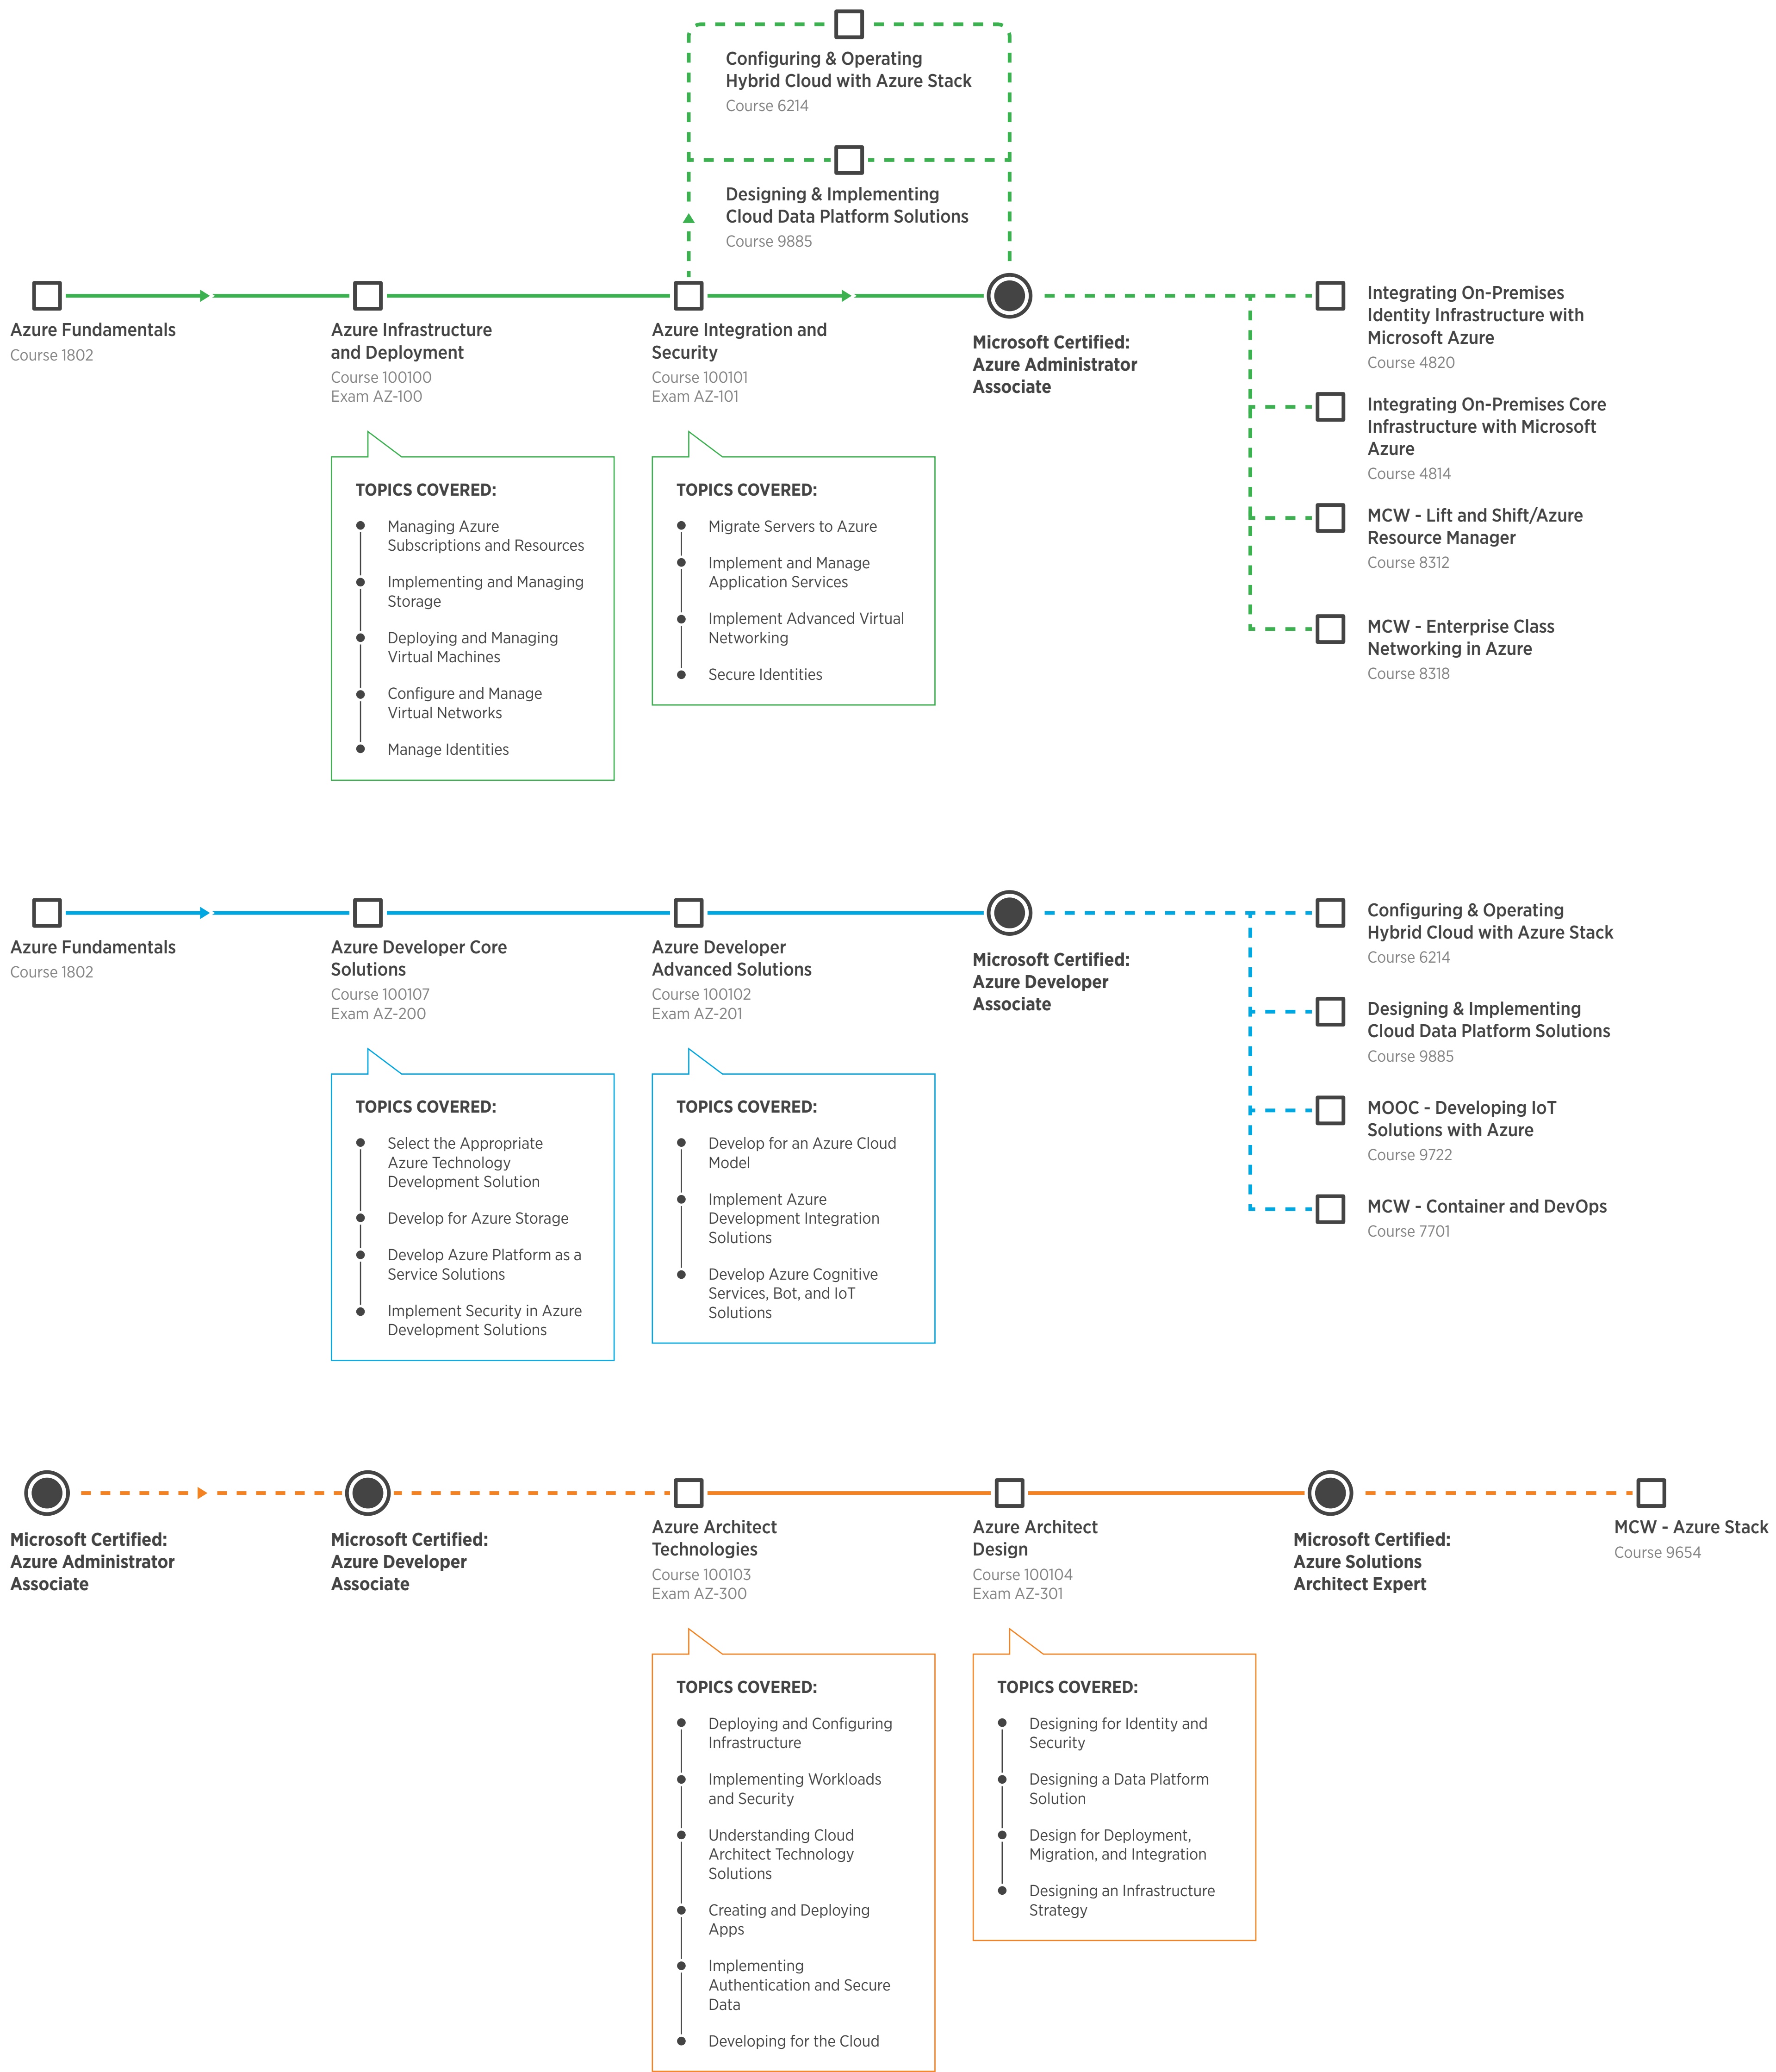 Configuring & Operating
Hybrid Cloud with Azure Stack
Course 6214
Designing & Implementing
Cloud Data Platform Solutions
Course 9885
Azure Fundamentals
Course 1802
Azure Infrastructure
and Deployment
Course 100100
Exam AZ-100
Azure Integration and
Security
Course 100101
Exam AZ-101
Microsoft Certified:
Azure Administrator
Associate
Integrating On-Premises
Identity Infrastructure with
Microsoft Azure
Course 4820
Integrating On-Premises Core
Infrastructure with Microsoft
Azure
Course 4814
MCW - Lift and Shift/Azure
Resource Manager
Course 8312
MCW - Enterprise Class
Networking in Azure
Course 8318
TOPICS COVERED:
Managing Azure
Subscriptions and Resources
Implementing and Managing
Storage
Deploying and Managing
Virtual Machines
Configure and Manage
Virtual Networks
Manage Identities
TOPICS COVERED:
Migrate Servers to Azure
Implement and Manage
Application Services
Implement Advanced Virtual
Networking
Secure Identities
Azure Fundamentals
Course 1802
Azure Developer Core
Solutions
Course 100107
Exam AZ-200
Azure Developer
Advanced Solutions
Course 100102
Exam AZ-201
Microsoft Certified:
Azure Developer
Associate
Configuring & Operating
Hybrid Cloud with Azure Stack
Course 6214
Designing & Implementing
Cloud Data Platform Solutions
Course 9885
MOOC - Developing IoT
Solutions with Azure
Course 9722
MCW - Container and DevOps
Course 7701
TOPICS COVERED:
Select the Appropriate
Azure Technology
Development Solution
Develop for Azure Storage
Develop Azure Platform as a
Service Solutions
Implement Security in Azure
Development Solutions
TOPICS COVERED:
Develop for an Azure Cloud
Model
Implement Azure
Development Integration
Solutions
Develop Azure Cognitive
Services, Bot, and IoT
Solutions
Microsoft Certified:
Azure Administrator
Associate
Microsoft Certified:
Azure Developer
Associate
Azure Architect
Technologies
Course 100103
Exam AZ-300
Azure Architect
Design
Course 100104
Exam AZ-301
Microsoft Certified:
Azure Solutions
Architect Expert
MCW - Azure Stack
Course 9654
TOPICS COVERED:
Deploying and Configuring
Infrastructure
Implementing Workloads
and Security
Understanding Cloud
Architect Technology
Solutions
Creating and Deploying
Apps
Implementing
Authentication and Secure
Data
Developing for the Cloud
TOPICS COVERED:
Designing for Identity and
Security
Designing a Data Platform
Solution
Design for Deployment,
Migration, and Integration
Designing an Infrastructure
Strategy